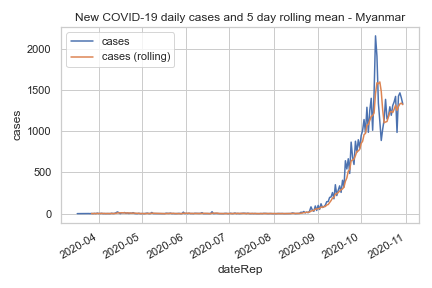 New COVID-19 daily cases and 5 day rolling mean - Myanmar
cases
cases (rolling)
2000
1500
1000
500
0
cases
2020-04
2020-05
2020-06
2020-07
2020-08
2020-09
2020-10
2020-11
dateRep